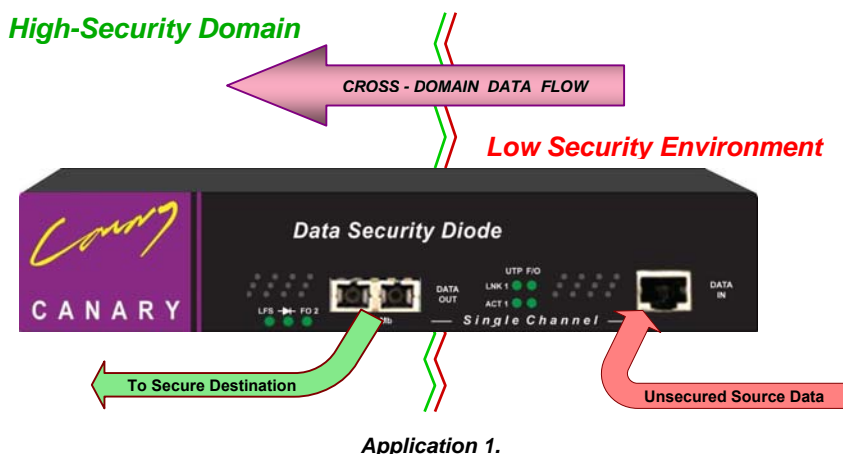 High-Security Domain
CROSS - DOMAIN DATA FLOW
Low Security Environment
Canary
Data Security Diode
CANARY
LFS FO 2
DATA OUT
UTP F/O
LNK 1
ACT 1
Single Channel
DATA IN
To Secure Destination
Unsecured Source Data
Application 1.